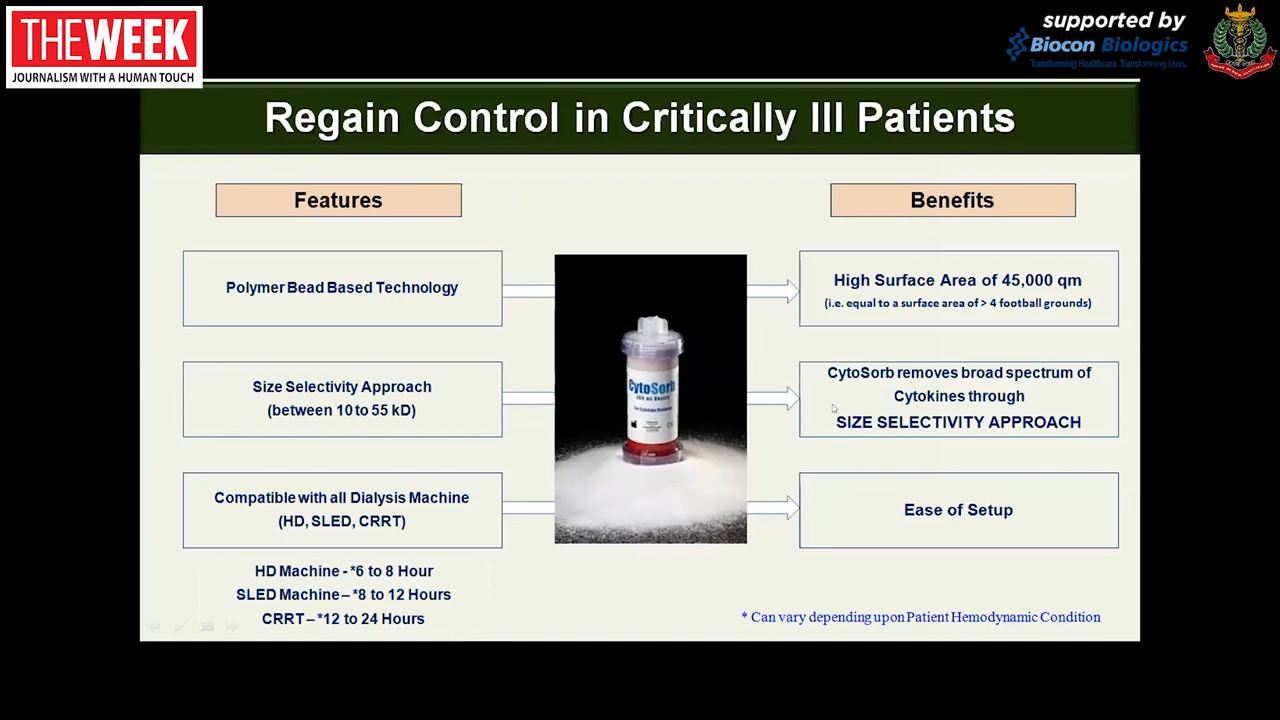 THE WEEK
JOURNALISM WITH A HUMAN TOUCH
supported by
Biocon Biologics
Transforming Healthcare. Transforming Lives.
Regain Control in Critically Ill Patients
Features
Benefits
Polymer Bead Based Technology
High Surface Area of 45,000 qm
(i.e. equal to a surface area of > 4 football grounds)
Size Selectivity Approach
(between 10 to 55 kD)
CytoSorb
CytoSorb removes broad spectrum of
Cytokines through
SIZE SELECTIVITY APPROACH
Compatible with all Dialysis Machine
(HD, SLED, CRRT)
Ease of Setup
HD Machine - *6 to 8 Hour
SLED Machine – *8 to 12 Hours
CRRT – *12 to 24 Hours
* Can vary depending upon Patient Hemodynamic Condition